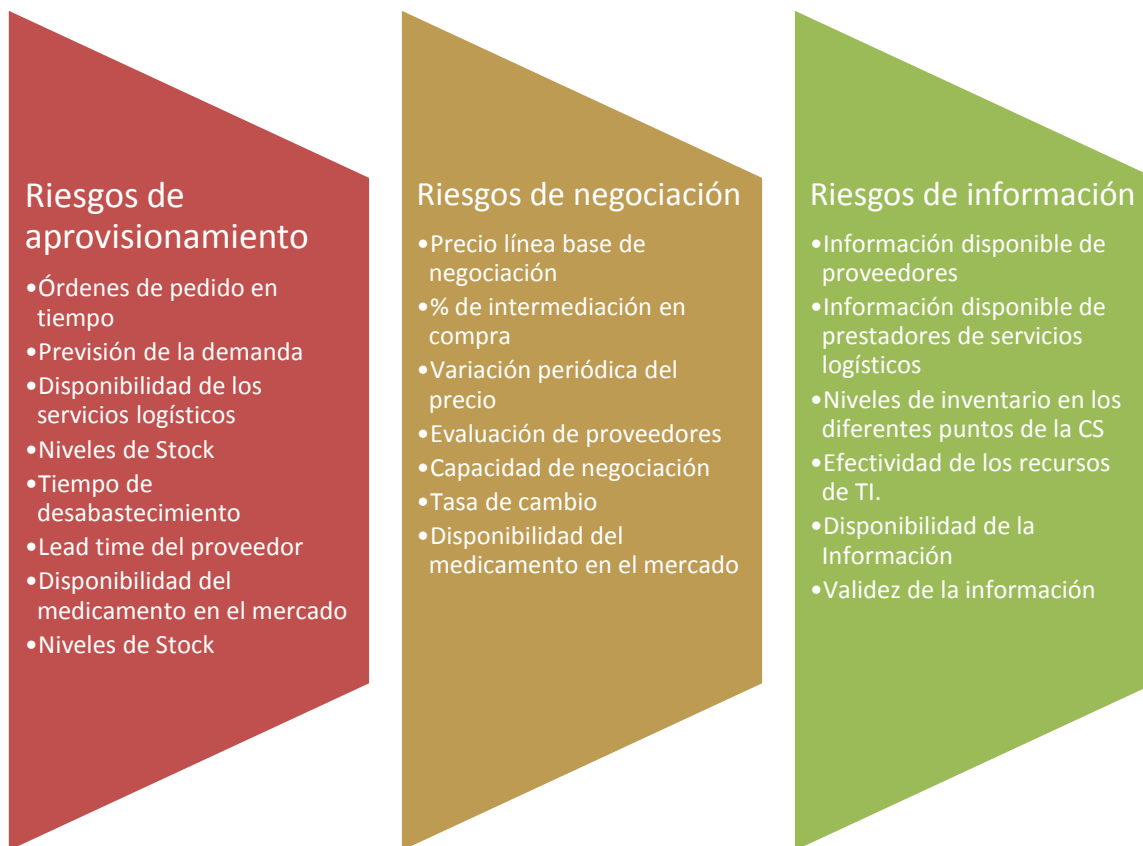 Riesgos de
aprovisionamiento
•Órdenes de pedido en
tiempo
•Previsión de la demanda
•Disponibilidad de los
servicios logísticos
•Niveles de Stock
•Tiempo de
desabastecimiento
•Lead time del proveedor
•Disponibilidad del
medicamento en el mercado
•Niveles de Stock
Riesgos de negociación
•Precio línea base de
negociación
•% de intermediación en
compra
•Variación periódica del
precio
•Evaluación de proveedores
•Capacidad de negociación
•Tasa de cambio
•Disponibilidad del
medicamento en el mercado
Riesgos de información
•Información disponible de
proveedores
•Información disponible de
prestadores de servicios
logísticos
•Niveles de inventario en los
diferentes puntos de la CS
•Efectividad de los recursos
de TI.
•Disponibilidad de la
Información
•Validez de la información